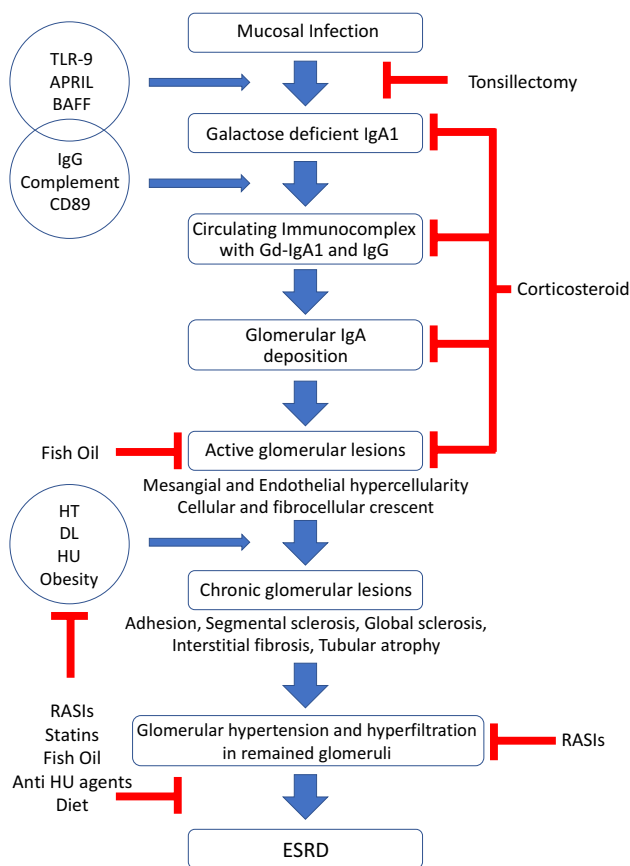 Mucosal Infection
TLR-9
APRIL
BAFF
Tonsillectomy
Galactose deficient IgA1
IgG
Complement
CD89
Circulating Immunocomplex
with Gd-IgA1 and IgG
Corticosteroid
Glomerular IgA
deposition
Fish Oil
Active glomerular lesions
Mesangial and Endothelial hypercellularity
Cellular and fibrocellular crescent
HT
DL
HU
Obesity
Chronic glomerular lesions
Adhesion, Segmental sclerosis, Global sclerosis,
Interstitial fibrosis, Tubular atrophy
RASIs
Statins
Fish Oil
Anti HU agents
Diet
Glomerular hypertension and hyperfiltration
in remained glomeruli
RASIs
ESRD